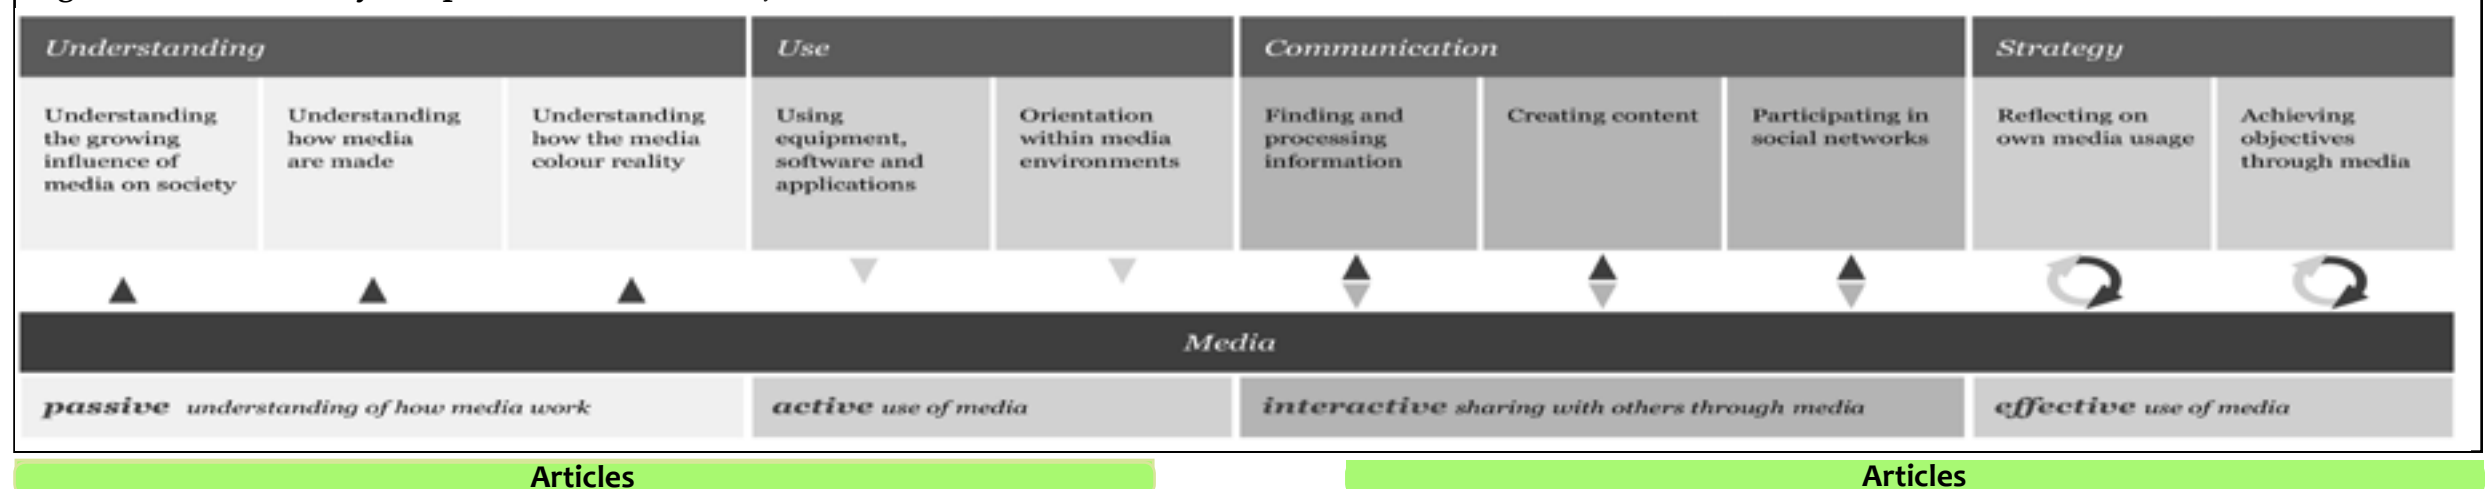 Understanding
Use
Communication
Strategy
Understanding
the growing
influence of
media on society
Understanding
how media
are made
Understanding
how the media
colour reality
Using
equipment,
software and
applications
Orientation
within media
environments
Finding and
processing
information
Creating content
Participating in
social networks
Reflecting on
own media usage
Achieving
objectives
through media
Media
passive understanding of how media work
active use of media
interactive sharing with others through media
effective use of media
Articles
Articles